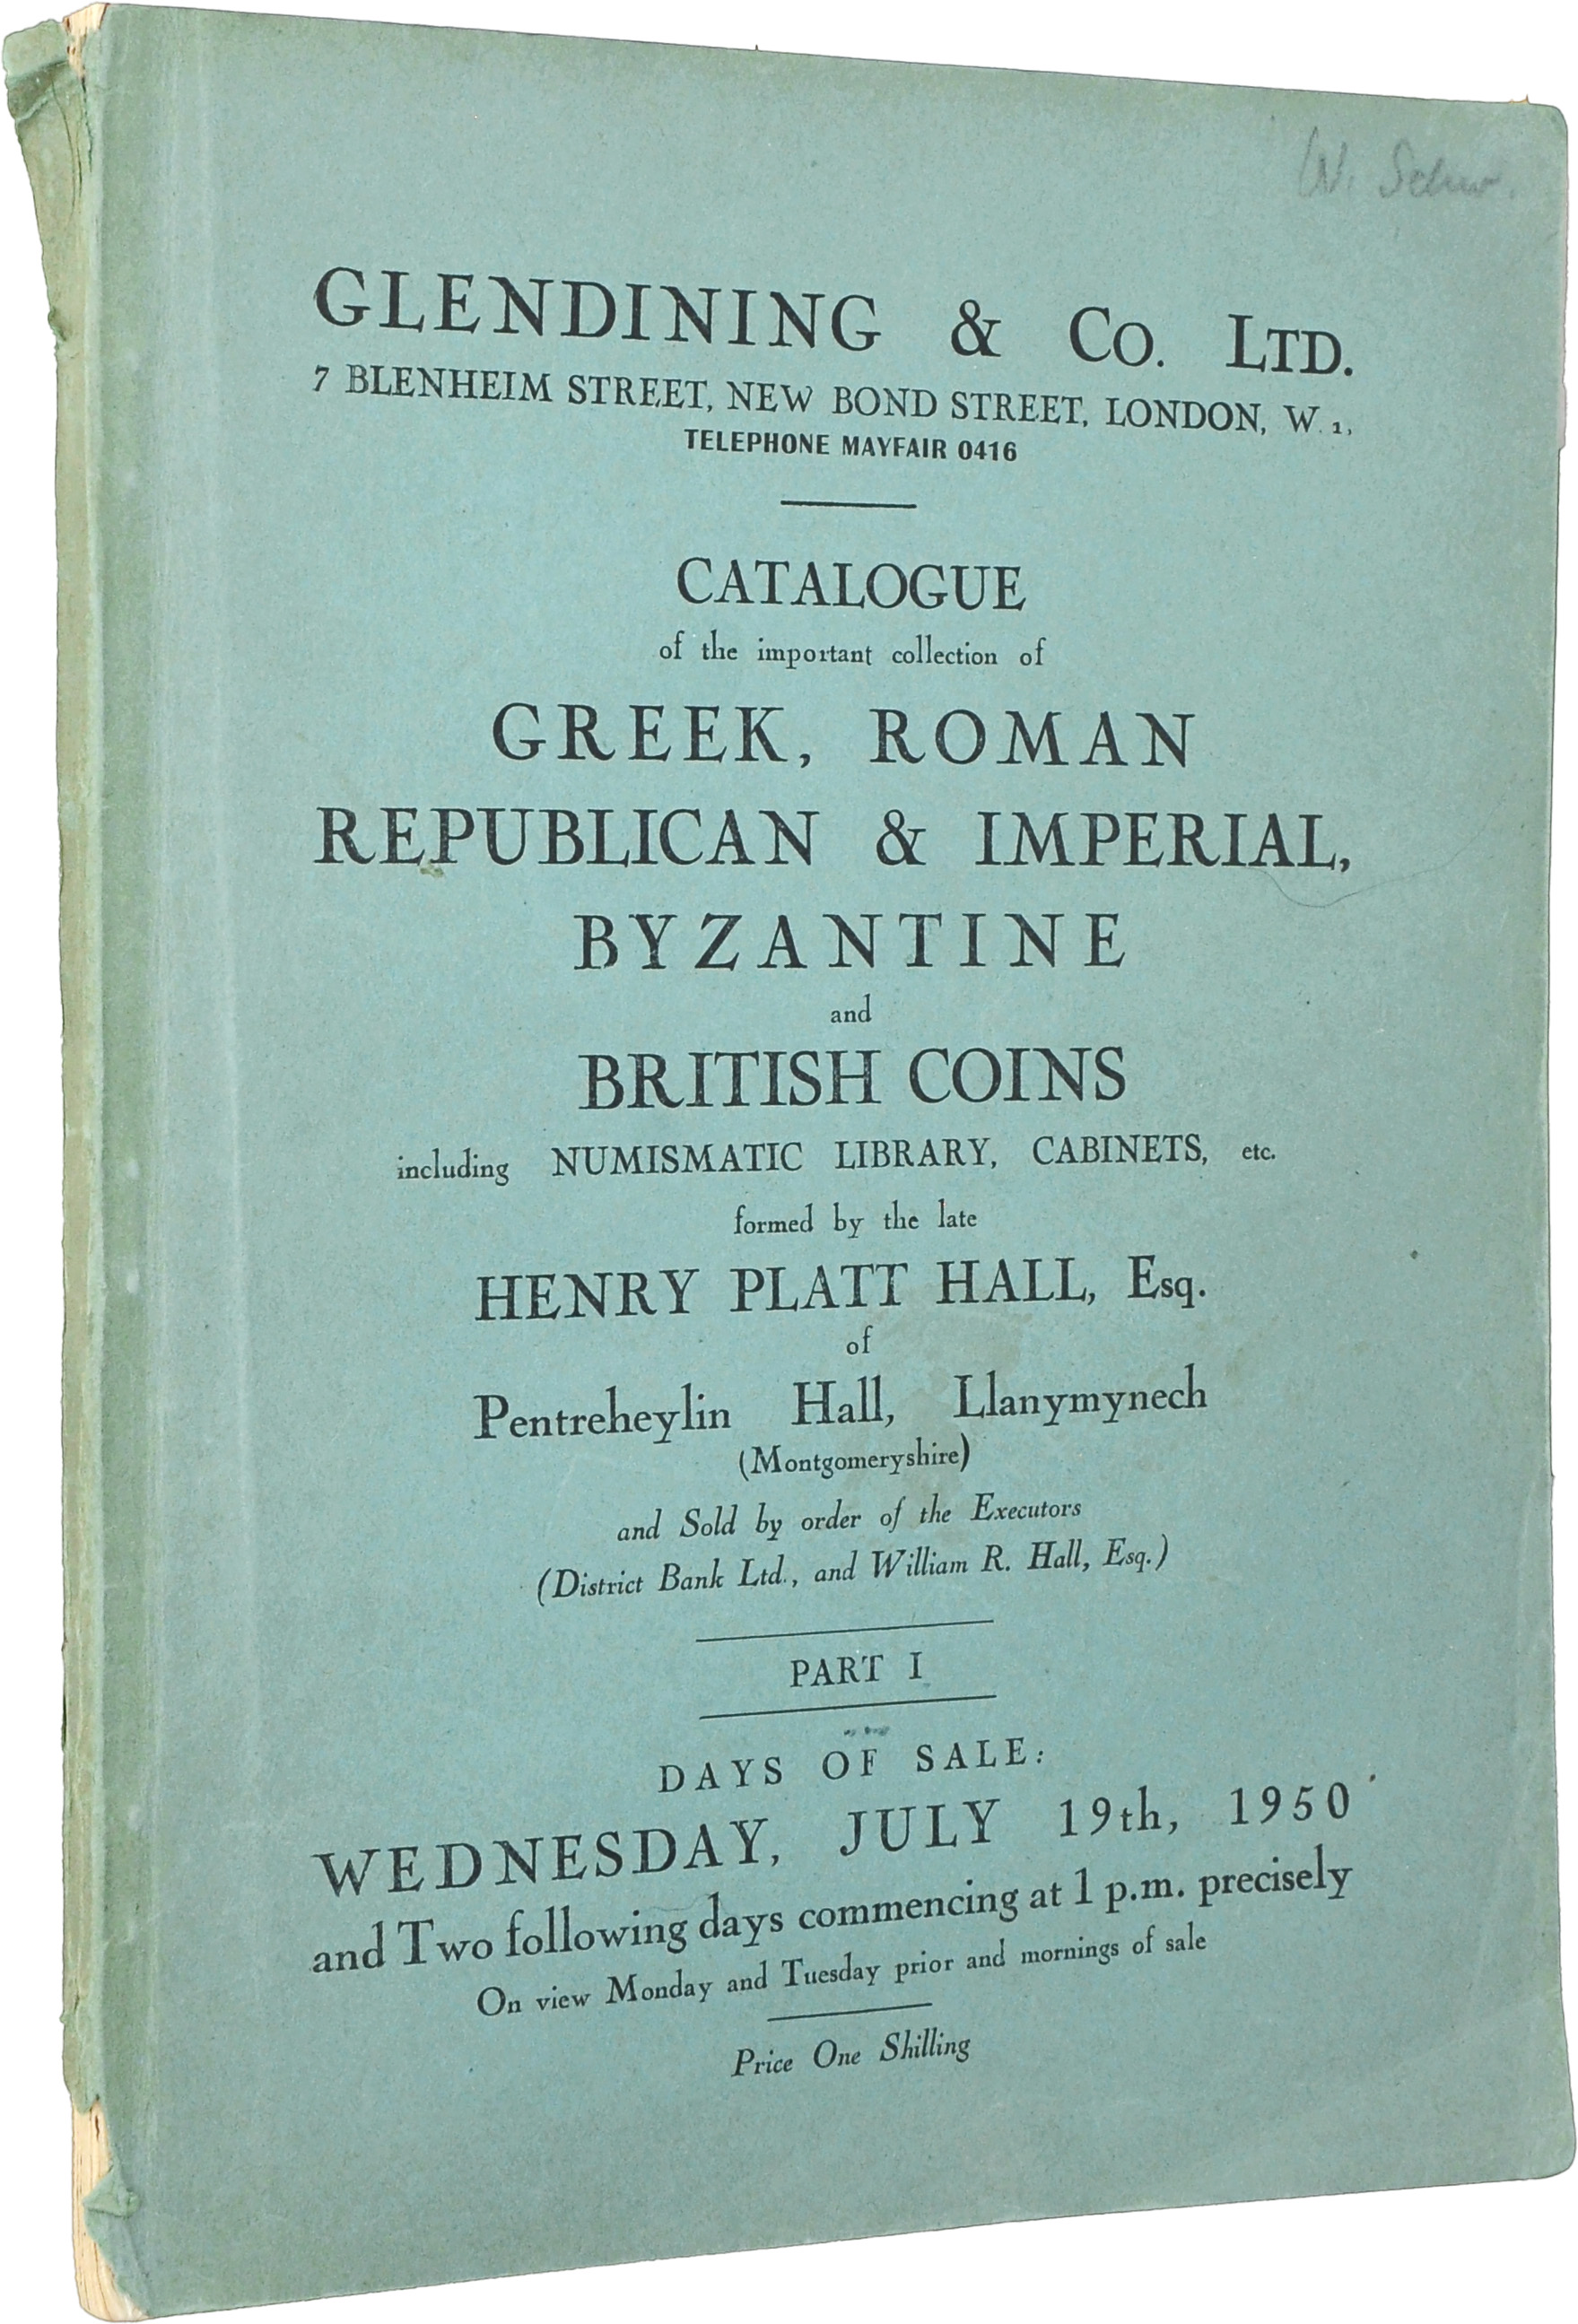 GLENDINING & Co. LTD.
7 BLENHEIM STREET, NEW BOND STREET, LONDON, W.1,
TELEPHONE MAYFAIR 0416
CATALOGUE
of the important collection of
GREEK, ROMAN
REPUBLICAN & IMPERIAL,
BYZANTINE
and
BRITISH COINS
including NUMISMATIC LIBRARY, CABINETS, etc.
formed by the late
HENRY PLATT HALL, Esq.
of
Pentreheylin Hall, Llanymynech
(Montgomeryshire)
and Sold by order of the Executors
(District Bank Ltd., and William R. Hall, Esq.)
PART I
DAYS OF SALE:
WEDNESDAY, JULY 19th, 1950
and Two following days commencing at 1 p.m. precisely
On view Monday and Tuesday prior and mornings of sale
Price One Shilling